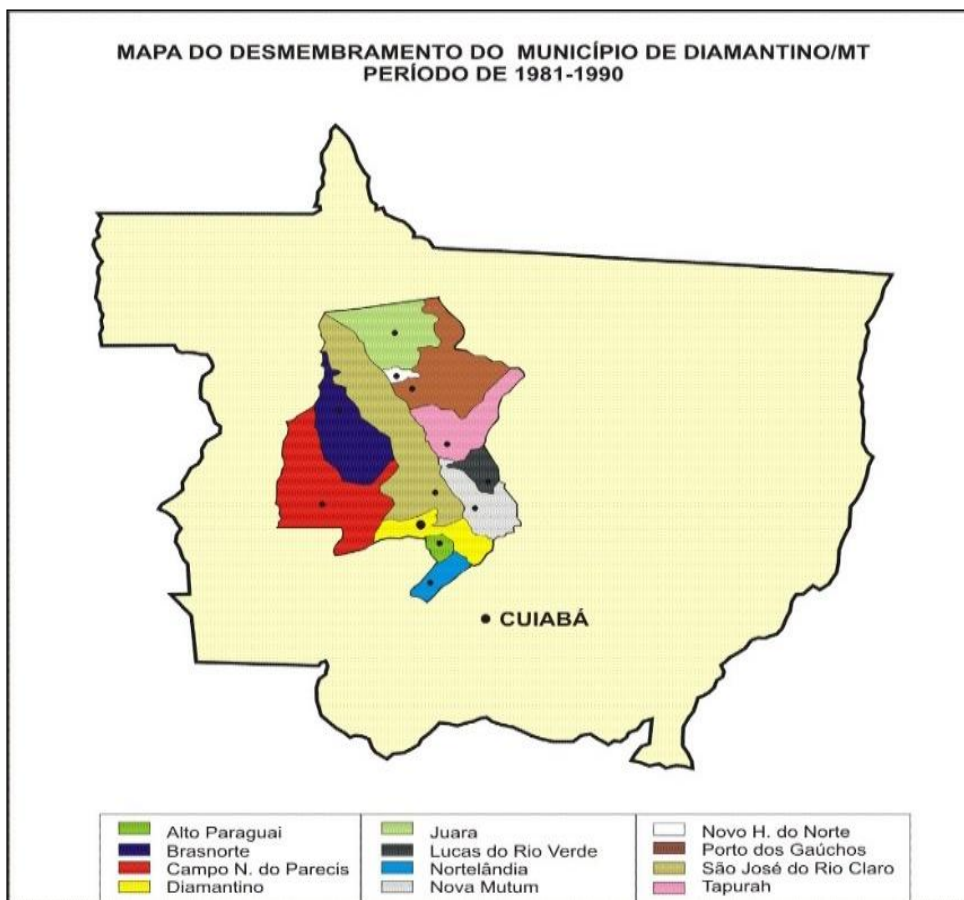 MAPA DO DESMEMBRAMENTO DO MUNICÍPIO DE DIAMANTINO/MT
PERÍODO DE 1981-1990
CUIABÁ
Alto Paraguai
Brasnorte
Campo N. do Parecis
Diamantino
Juara
Lucas do Rio Verde
Nortelândia
Nova Mutum
Novo H. do Norte
Porto dos Gaúchos
São José do Rio Claro
Tapurah